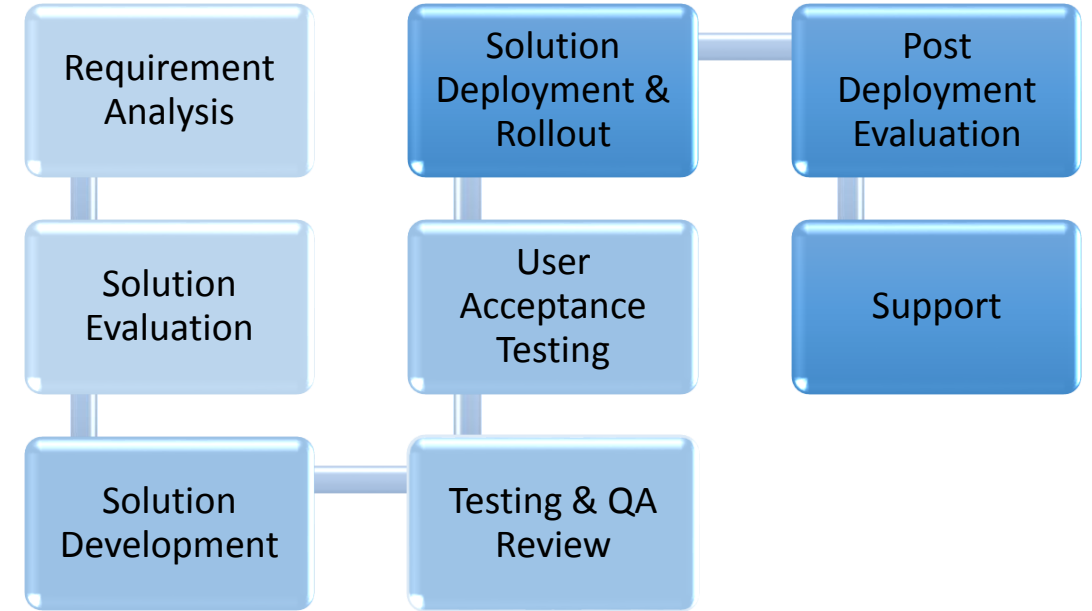 Requirement
Analysis
Solution
Evaluation
Solution
Development
Testing & QA
Review
User
Acceptance
Testing
Solution
Deployment &
Rollout
Post
Deployment
Evaluation
Support